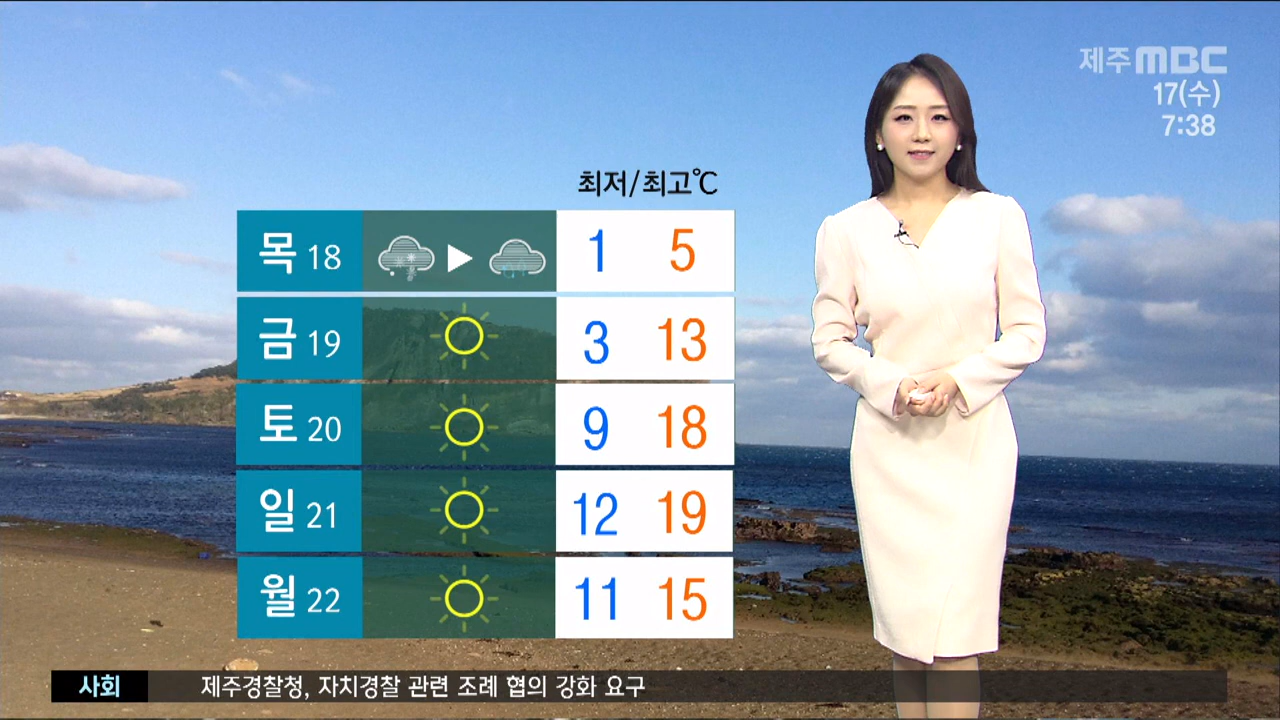 제주MBC
17(수)
7:38
최저/최고℃
목 18 1 5
금 19 3 13
토 20 9 18
일 21 12 19
월 22 11 15
사회 제주경찰청, 자치경찰 관련 조례 협의 강화 요구